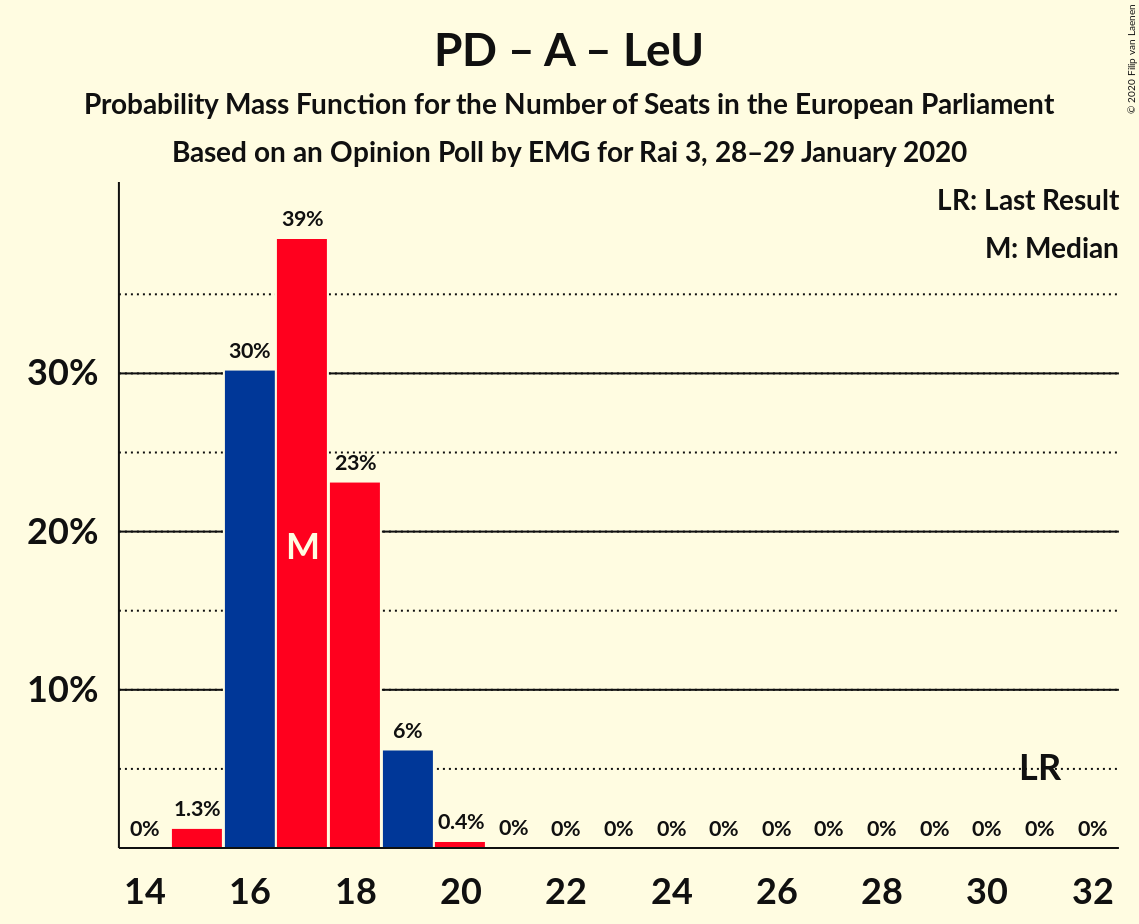 PD – A – LeU
Probability Mass Function for the Number of Seats in the European Parliament
Based on an Opinion Poll by EMG for Rai 3, 28–29 January 2020
© 2020 Filip van Laenen
LR: Last Result
M: Median
39%
30%
30%
23%
20%
M
10%
6%
LR
0% 1.3% 0.4% 0% 0% 0% 0% 0% 0% 0% 0% 0% 0% 0% 0%
14 16 18 20 22 24 26 28 30 32